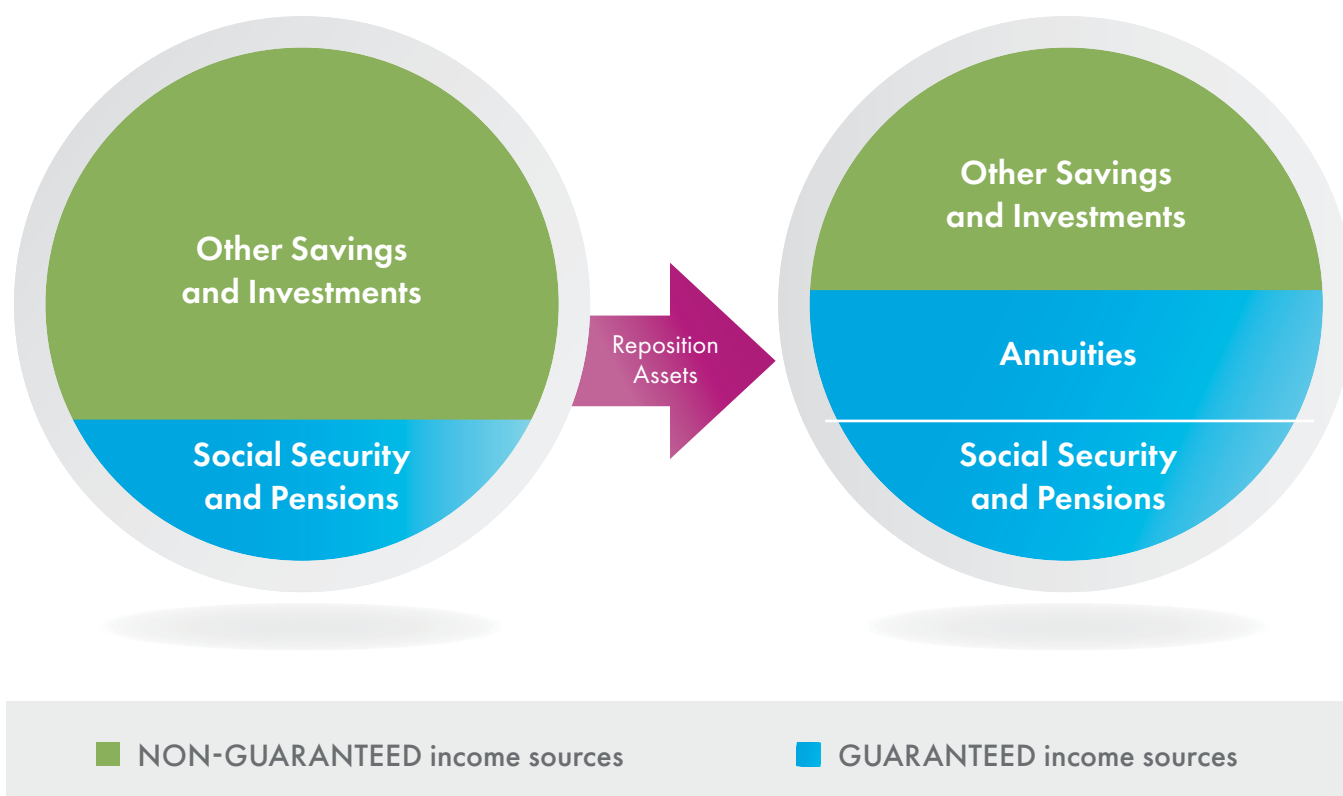 Other Savings
and Investments
Social Security
and Pensions
Reposition
Assets
Other Savings
and Investments
Annuities
Social Security
and Pensions
NON-GUARANTEED income sources
GUARANTEED income sources